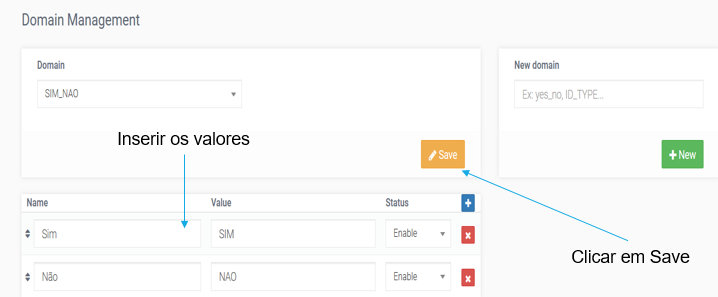 Domain Management
Domain
SIM_NAO
Inserir os valores
Save
New domain
Ex: yes_no, ID_TYPE...
+ New
Name Value Status +
Sim SIM Enable x
Não NAO Enable x
Clicar em Save